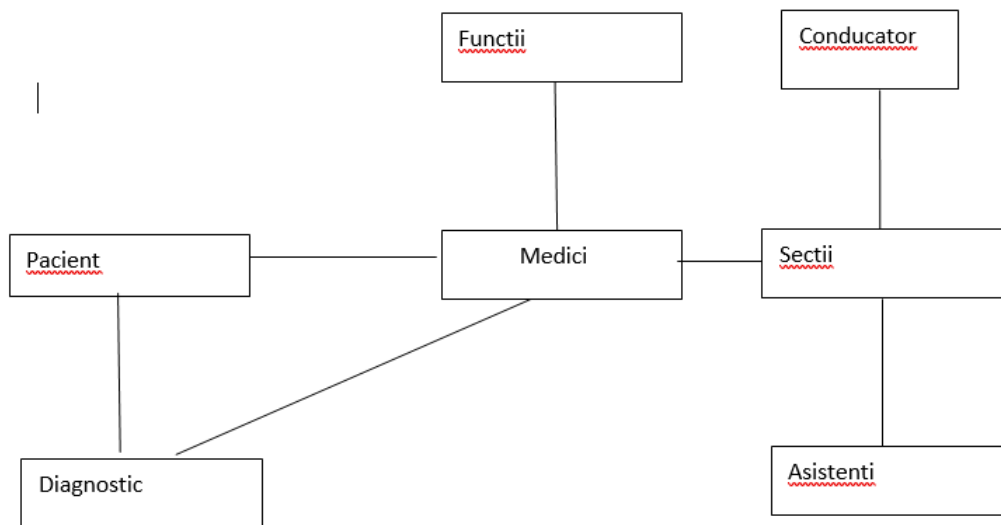 Functii
Conducator
Pacient
Medici
Sectii
Diagnostic
Asistenti